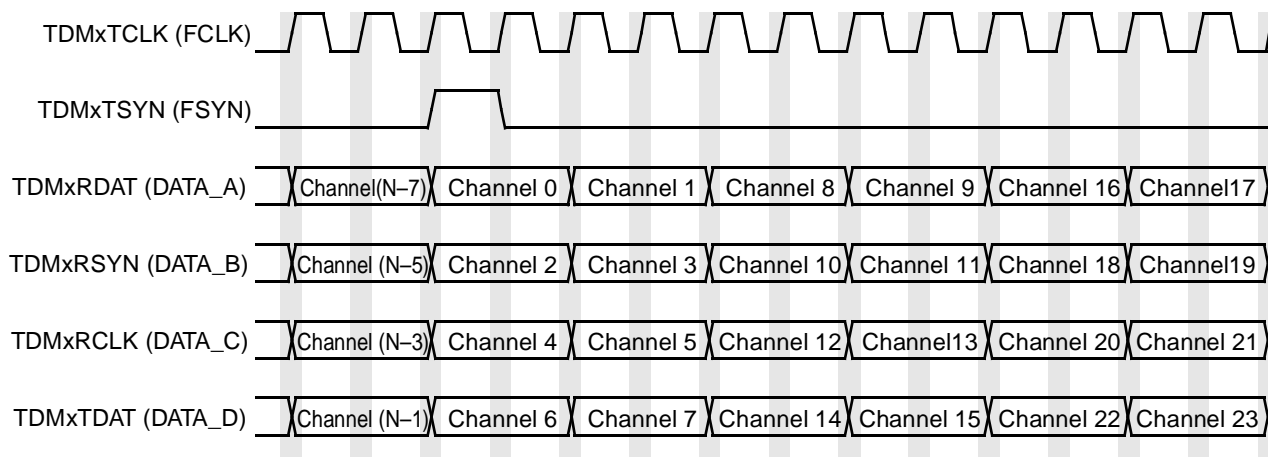 TDMxTCLK (FCLK)
TDMxTSYN (FSYN)
TDMxRDAT (DATA_A) Channel(N–7) Channel 0 Channel 1 Channel 8 Channel 9 Channel 16 Channel17
TDMxRSYN (DATA_B) Channel (N–5) Channel 2 Channel 3 Channel 10 Channel 11 Channel 18 Channel19
TDMxRCLK (DATA_C) Channel (N–3) Channel 4 Channel 5 Channel 12 Channel13 Channel 20 Channel 21
TDMxTDAT (DATA_D) Channel (N–1) Channel 6 Channel 7 Channel 14 Channel 15 Channel 22 Channel 23